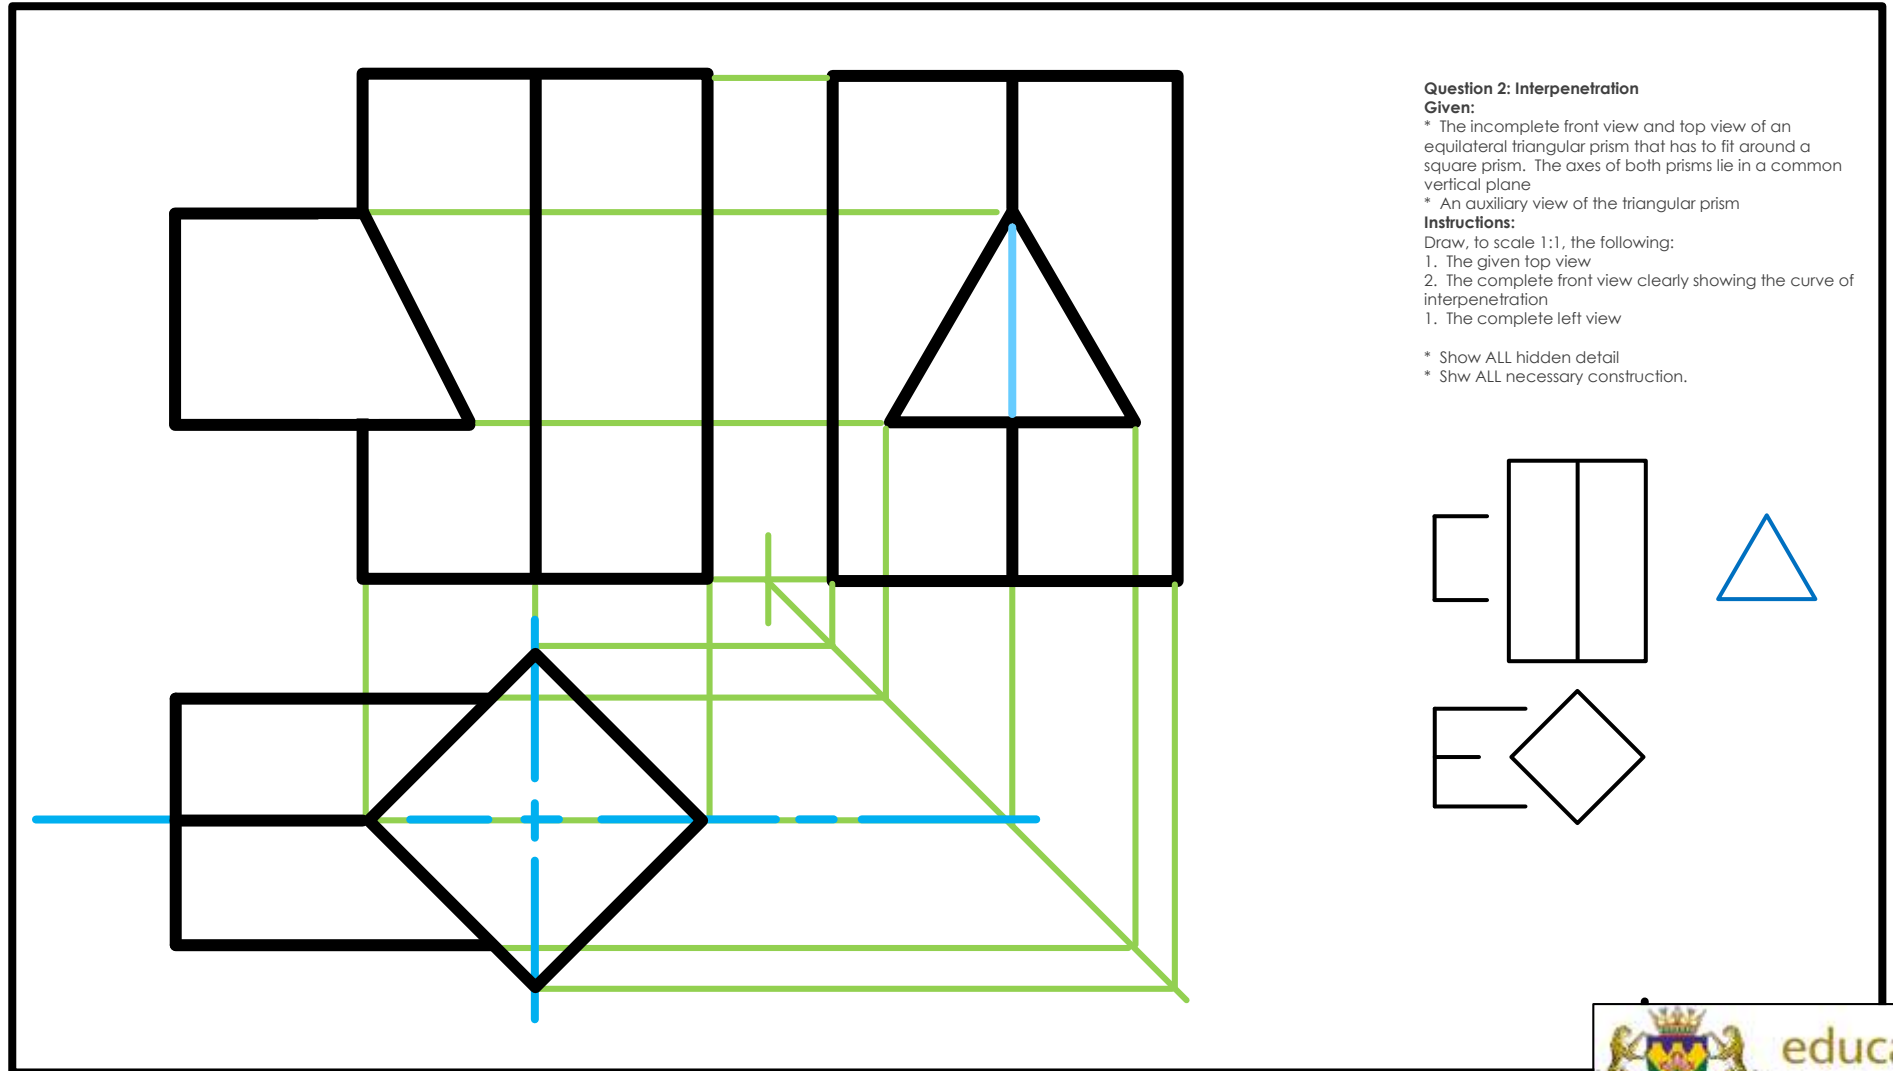 Question 2: Interpenetration
Given:
* The incomplete front view and top view of an
equilateral triangular prism that has to fit around a
square prism. The axes of both prisms lie in a common
vertical plane
* An auxiliary view of the triangular prism
Instructions:
Draw, to scale 1:1, the following:
1. The given top view
2. The complete front view clearly showing the curve of
interpenetration
1. The complete left view
* Show ALL hidden detail
* Shw ALL necessary construction.
educa